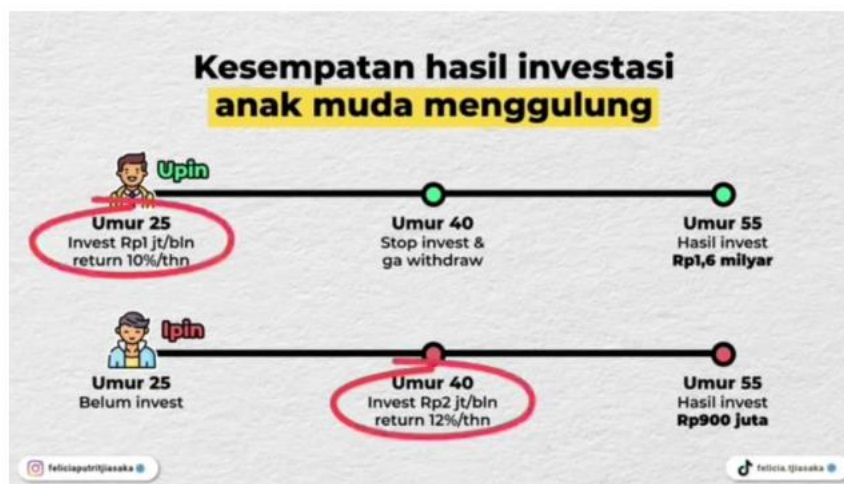 Kesempatan hasil investasi
anak muda menggulung
Upin
Umur 25
Invest Rp1 jt/bln
return 10%/thn
Umur 40
Stop invest &
ga withdraw
Umur 55
Hasil invest
Rp1,6 milyar
Ipin
Umur 25
Belum invest
Umur 40
Invest Rp2 jt/bln
return 12%/thn
Umur 55
Hasil invest
Rp900 juta
feliciaputritjiasaka
felicia.tjiasaka